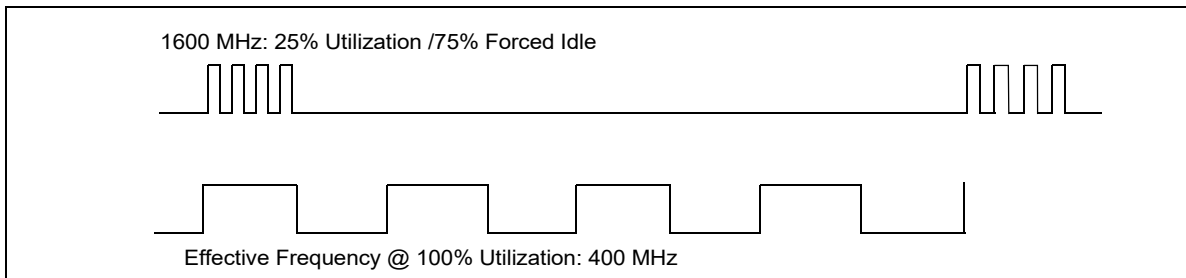 1600 MHz: 25% Utilization /75% Forced Idle
Effective Frequency @ 100% Utilization: 400 MHz